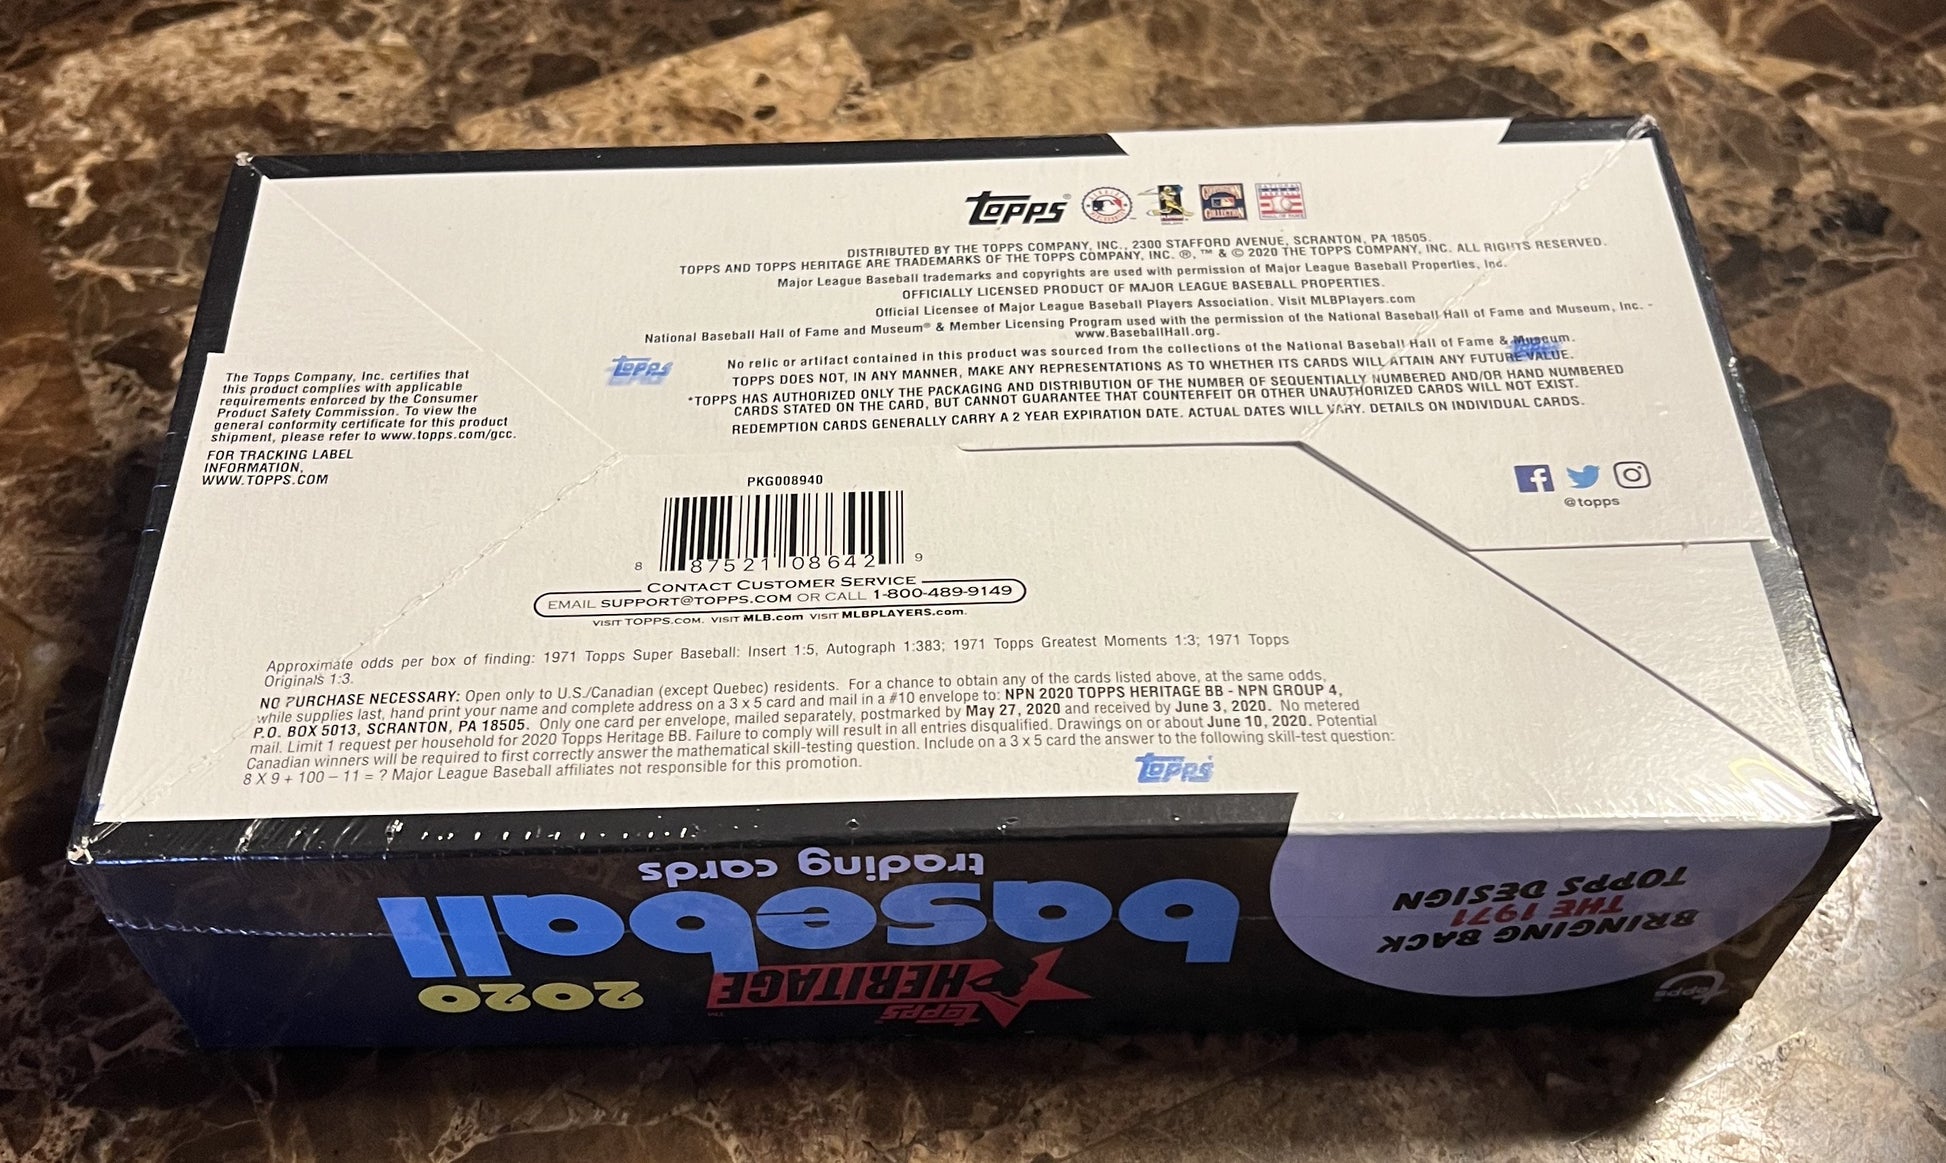 TOPPS®
DISTRIBUTED BY THE TOPPS COMPANY, INC., 2300 STAFFORD AVENUE, SCRANTON, PA 18505.
TOPPS AND TOPPS HERITAGE ARE TRADEMARKS OF THE TOPPS COMPANY, INC. ®, ™ & © 2020 THE TOPPS COMPANY, INC. ALL RIGHTS RESERVED.
Major League Baseball trademarks and copyrights are used with permission of Major League Baseball Properties, Inc.
OFFICIALLY LICENSED PRODUCT OF MAJOR LEAGUE BASEBALL PROPERTIES.
Official Licensee of Major League Baseball Players Association. Visit MLBPlayers.com
National Baseball Hall of Fame and Museum® & Member Licensing Program used with the permission of the National Baseball Hall of Fame and Museum, Inc. -
www.BaseballHall.org.
No relic or artifact contained in this product was sourced from the collections of the National Baseball Hall of Fame & Museum.
TOPPS DOES NOT, IN ANY MANNER, MAKE ANY REPRESENTATIONS AS TO WHETHER ITS CARDS WILL ATTAIN ANY FUTURE VALUE.
*TOPPS HAS AUTHORIZED ONLY THE PACKAGING AND DISTRIBUTION OF THE NUMBER OF SEQUENTIALLY NUMBERED AND/OR HAND NUMBERED
CARDS STATED ON THE CARD, BUT CANNOT GUARANTEE THAT COUNTERFEIT OR OTHER UNAUTHORIZED CARDS WILL NOT EXIST.
REDEMPTION CARDS GENERALLY CARRY A 2 YEAR EXPIRATION DATE. ACTUAL DATES WILL VARY. DETAILS ON INDIVIDUAL CARDS.
topps
topps
The Topps Company, Inc. certifies that
this product complies with applicable
requirements enforced by the Consumer
Product Safety Commission. To view the
general conformity certificate for this product
shipment, please refer to www.topps.com/gcc.
FOR TRACKING LABEL
INFORMATION,
WWW.TOPPS.COM
@topps
PKG008940
8 87521 08642 9
CONTACT CUSTOMER SERVICE
EMAIL SUPPORT@TOPPS.COM OR CALL 1-800-489-9149
VISIT TOPPS.COM. VISIT MLB.com VISIT MLBPLAYERS.com.
Approximate odds per box of finding: 1971 Topps Super Baseball: Insert 1:5, Autograph 1:383; 1971 Topps Greatest Moments 1:3; 1971 Topps
Originals 1:3.
NO PURCHASE NECESSARY: Open only to U.S./Canadian (except Quebec) residents. For a chance to obtain any of the cards listed above, at the same odds,
while supplies last, hand print your name and complete address on a 3 x 5 card and mail in a #10 envelope to: NPN 2020 TOPPS HERITAGE BB - NPN GROUP 4,
P.O. BOX 5013, SCRANTON, PA 18505. Only one card per envelope, mailed separately, postmarked by May 27, 2020 and received by June 3, 2020. No metered
mail. Limit 1 request per household for 2020 Topps Heritage BB. Failure to comply will result in all entries disqualified. Drawings on or about June 10, 2020. Potential
Canadian winners will be required to first correctly answer the mathematical skill-testing question. Include on a 3 x 5 card the answer to the following skill-test question:
8 X 9 + 100 – 11 = ? Major League Baseball affiliates not responsible for this promotion.
topps
topps
BRINGING BACK
THE 1971
TOPPS DESIGN
topps
HERITAGE™
2020
baseball
trading cards